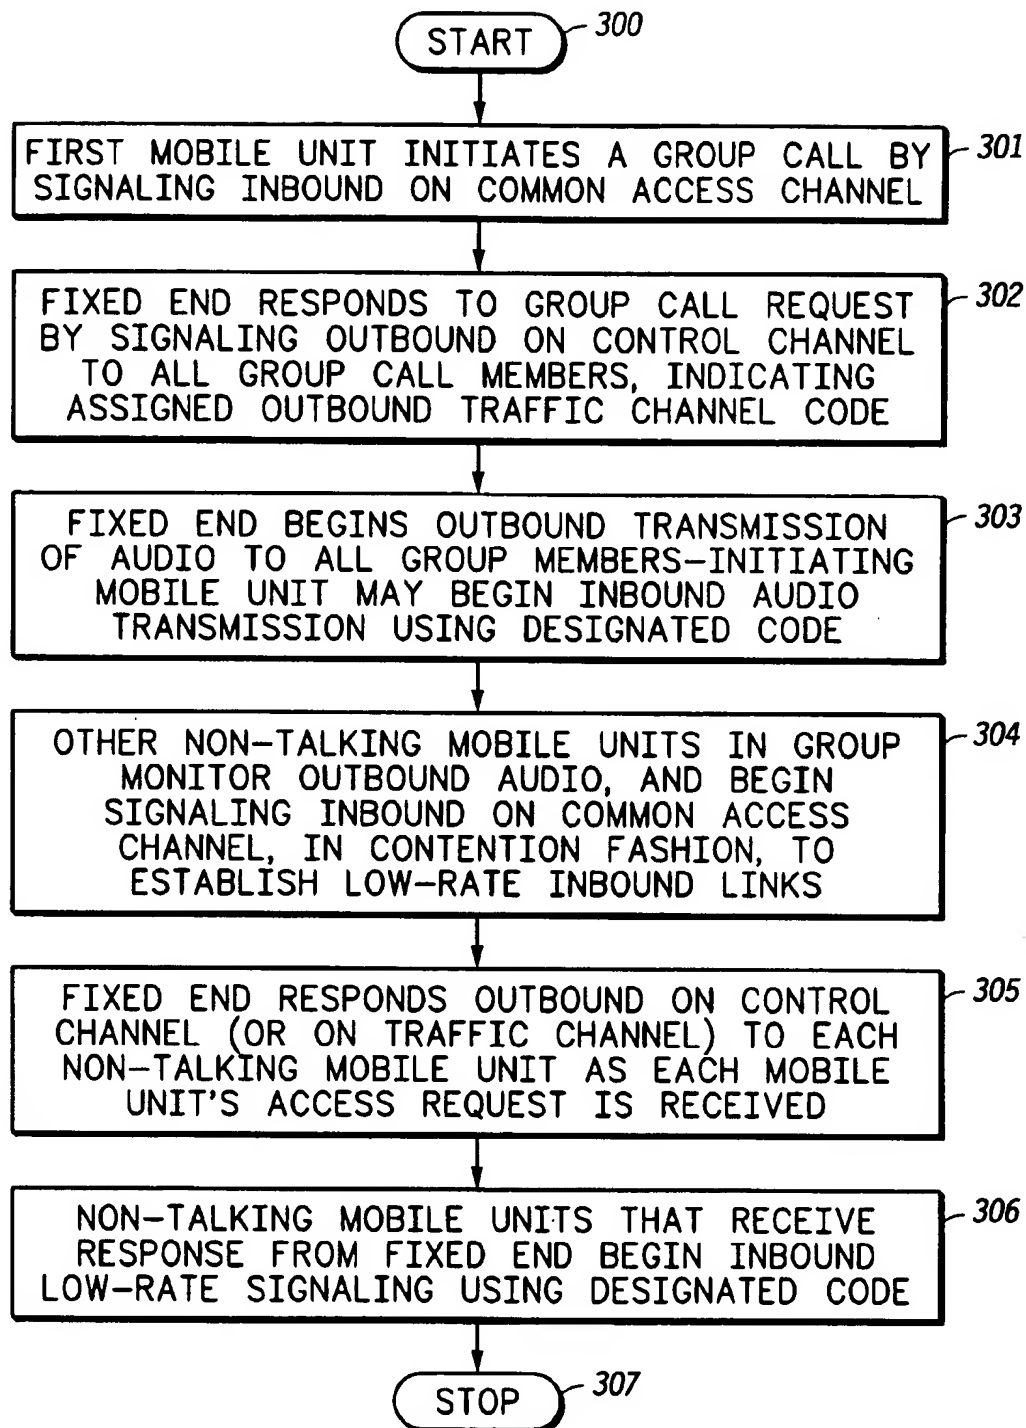 START
300
FIRST MOBILE UNIT INITIATES A GROUP CALL BY
SIGNALING INBOUND ON COMMON ACCESS CHANNEL
301
FIXED END RESPONDS TO GROUP CALL REQUEST
BY SIGNALING OUTBOUND ON CONTROL CHANNEL
TO ALL GROUP CALL MEMBERS, INDICATING
ASSIGNED OUTBOUND TRAFFIC CHANNEL CODE
302
FIXED END BEGINS OUTBOUND TRANSMISSION
OF AUDIO TO ALL GROUP MEMBERS-INITIATING
MOBILE UNIT MAY BEGIN INBOUND AUDIO
TRANSMISSION USING DESIGNATED CODE
303
OTHER NON-TALKING MOBILE UNITS IN GROUP
MONITOR OUTBOUND AUDIO, AND BEGIN
SIGNALING INBOUND ON COMMON ACCESS
CHANNEL, IN CONTENTION FASHION, TO
ESTABLISH LOW-RATE INBOUND LINKS
304
FIXED END RESPONDS OUTBOUND ON CONTROL
CHANNEL (OR ON TRAFFIC CHANNEL) TO EACH
NON-TALKING MOBILE UNIT AS EACH MOBILE
UNIT'S ACCESS REQUEST IS RECEIVED
305
NON-TALKING MOBILE UNITS THAT RECEIVE
RESPONSE FROM FIXED END BEGIN INBOUND
LOW-RATE SIGNALING USING DESIGNATED CODE
306
STOP
307